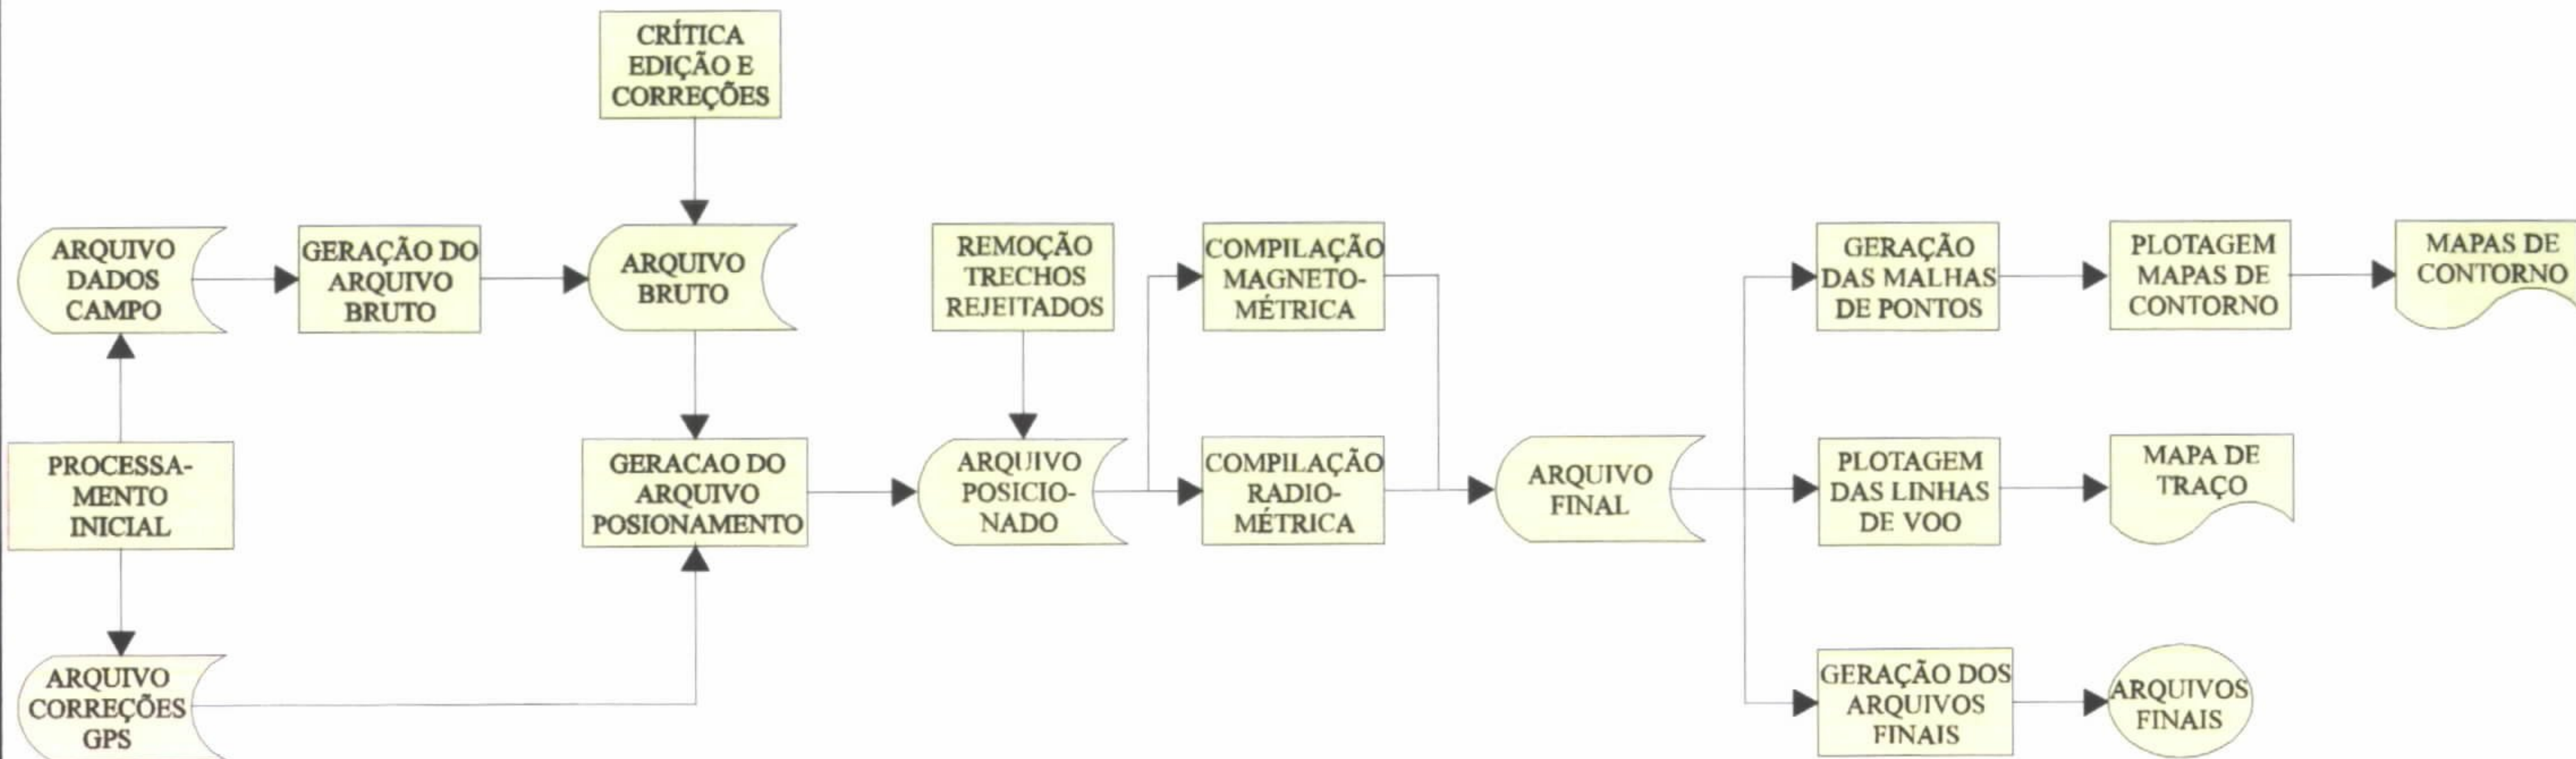 CRÍTICA
EDIÇÃO E
CORREÇÕES
ARQUIVO
DADOS
CAMPO
GERAÇÃO DO
ARQUIVO
BRUTO
ARQUIVO
BRUTO
REMOÇÃO
TRECHOS
REJEITADOS
COMPILAÇÃO
MAGNETO-
MÉTRICA
GERAÇÃO
DAS MALHAS
DE PONTOS
PLOTAGEM
MAPAS DE
CONTORNO
MAPAS DE
CONTORNO
PROCESSA-
MENTO
INICIAL
GERACAO DO
ARQUIVO
POSIONAMENTO
ARQUIVO
POSICIO-
NADO
COMPILAÇÃO
RADIO-
MÉTRICA
ARQUIVO
FINAL
PLOTAGEM
DAS LINHAS
DE VOO
MAPA DE
TRAÇO
ARQUIVO
CORREÇÕES
GPS
GERAÇÃO DOS
ARQUIVOS
FINAIS
ARQUIVOS
FINAIS